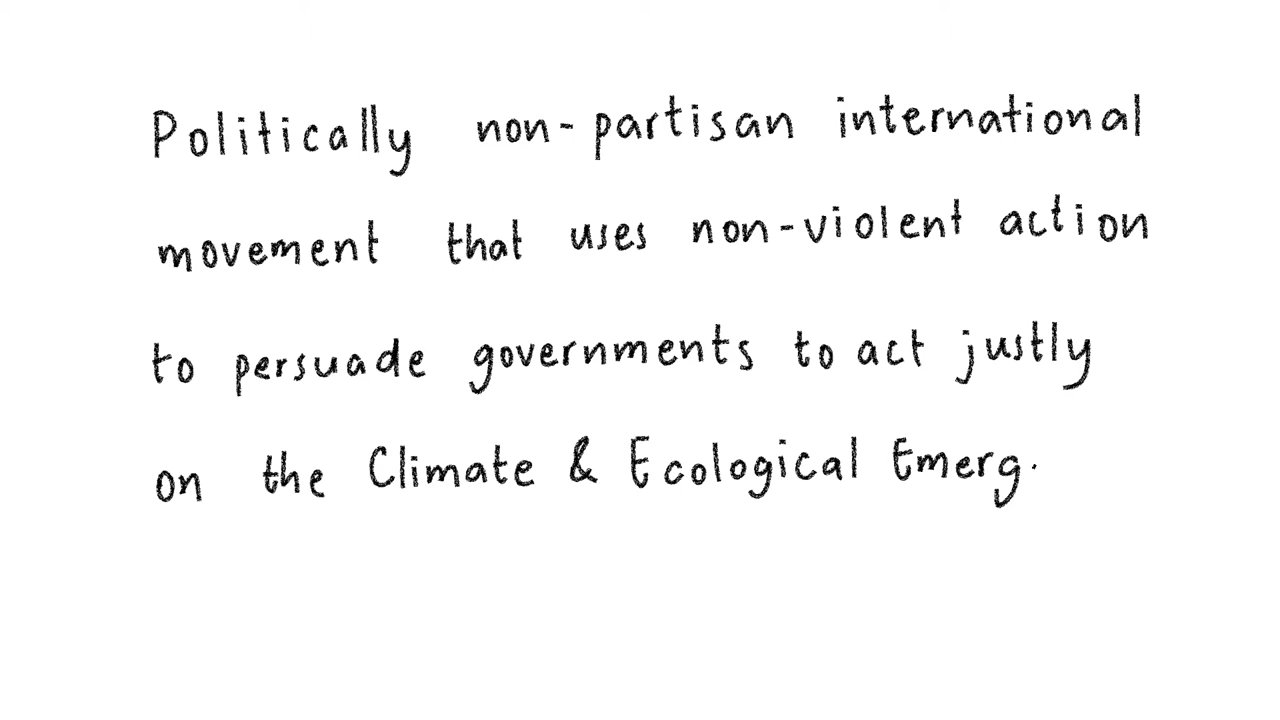 Politically non-partisan international
movement that uses non-violent action
to persuade governments to act justly
on the Climate & Ecological Emerg.